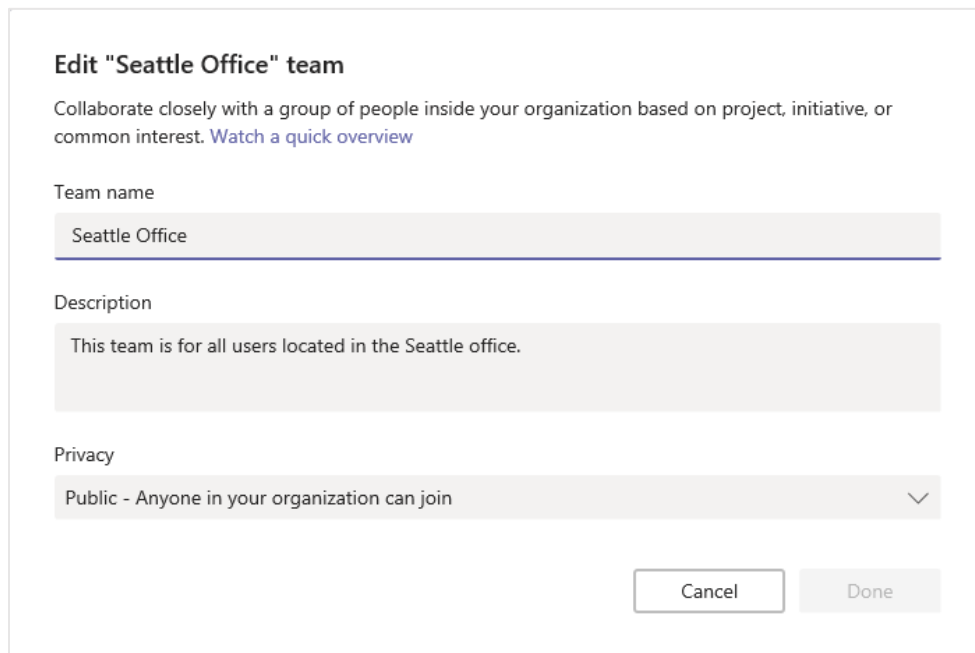 Edit "Seattle Office" team
Collaborate closely with a group of people inside your organization based on project, initiative, or
common interest. Watch a quick overview
Team name
Seattle Office
Description
This team is for all users located in the Seattle office.
Privacy
Public - Anyone in your organization can join
Cancel Done